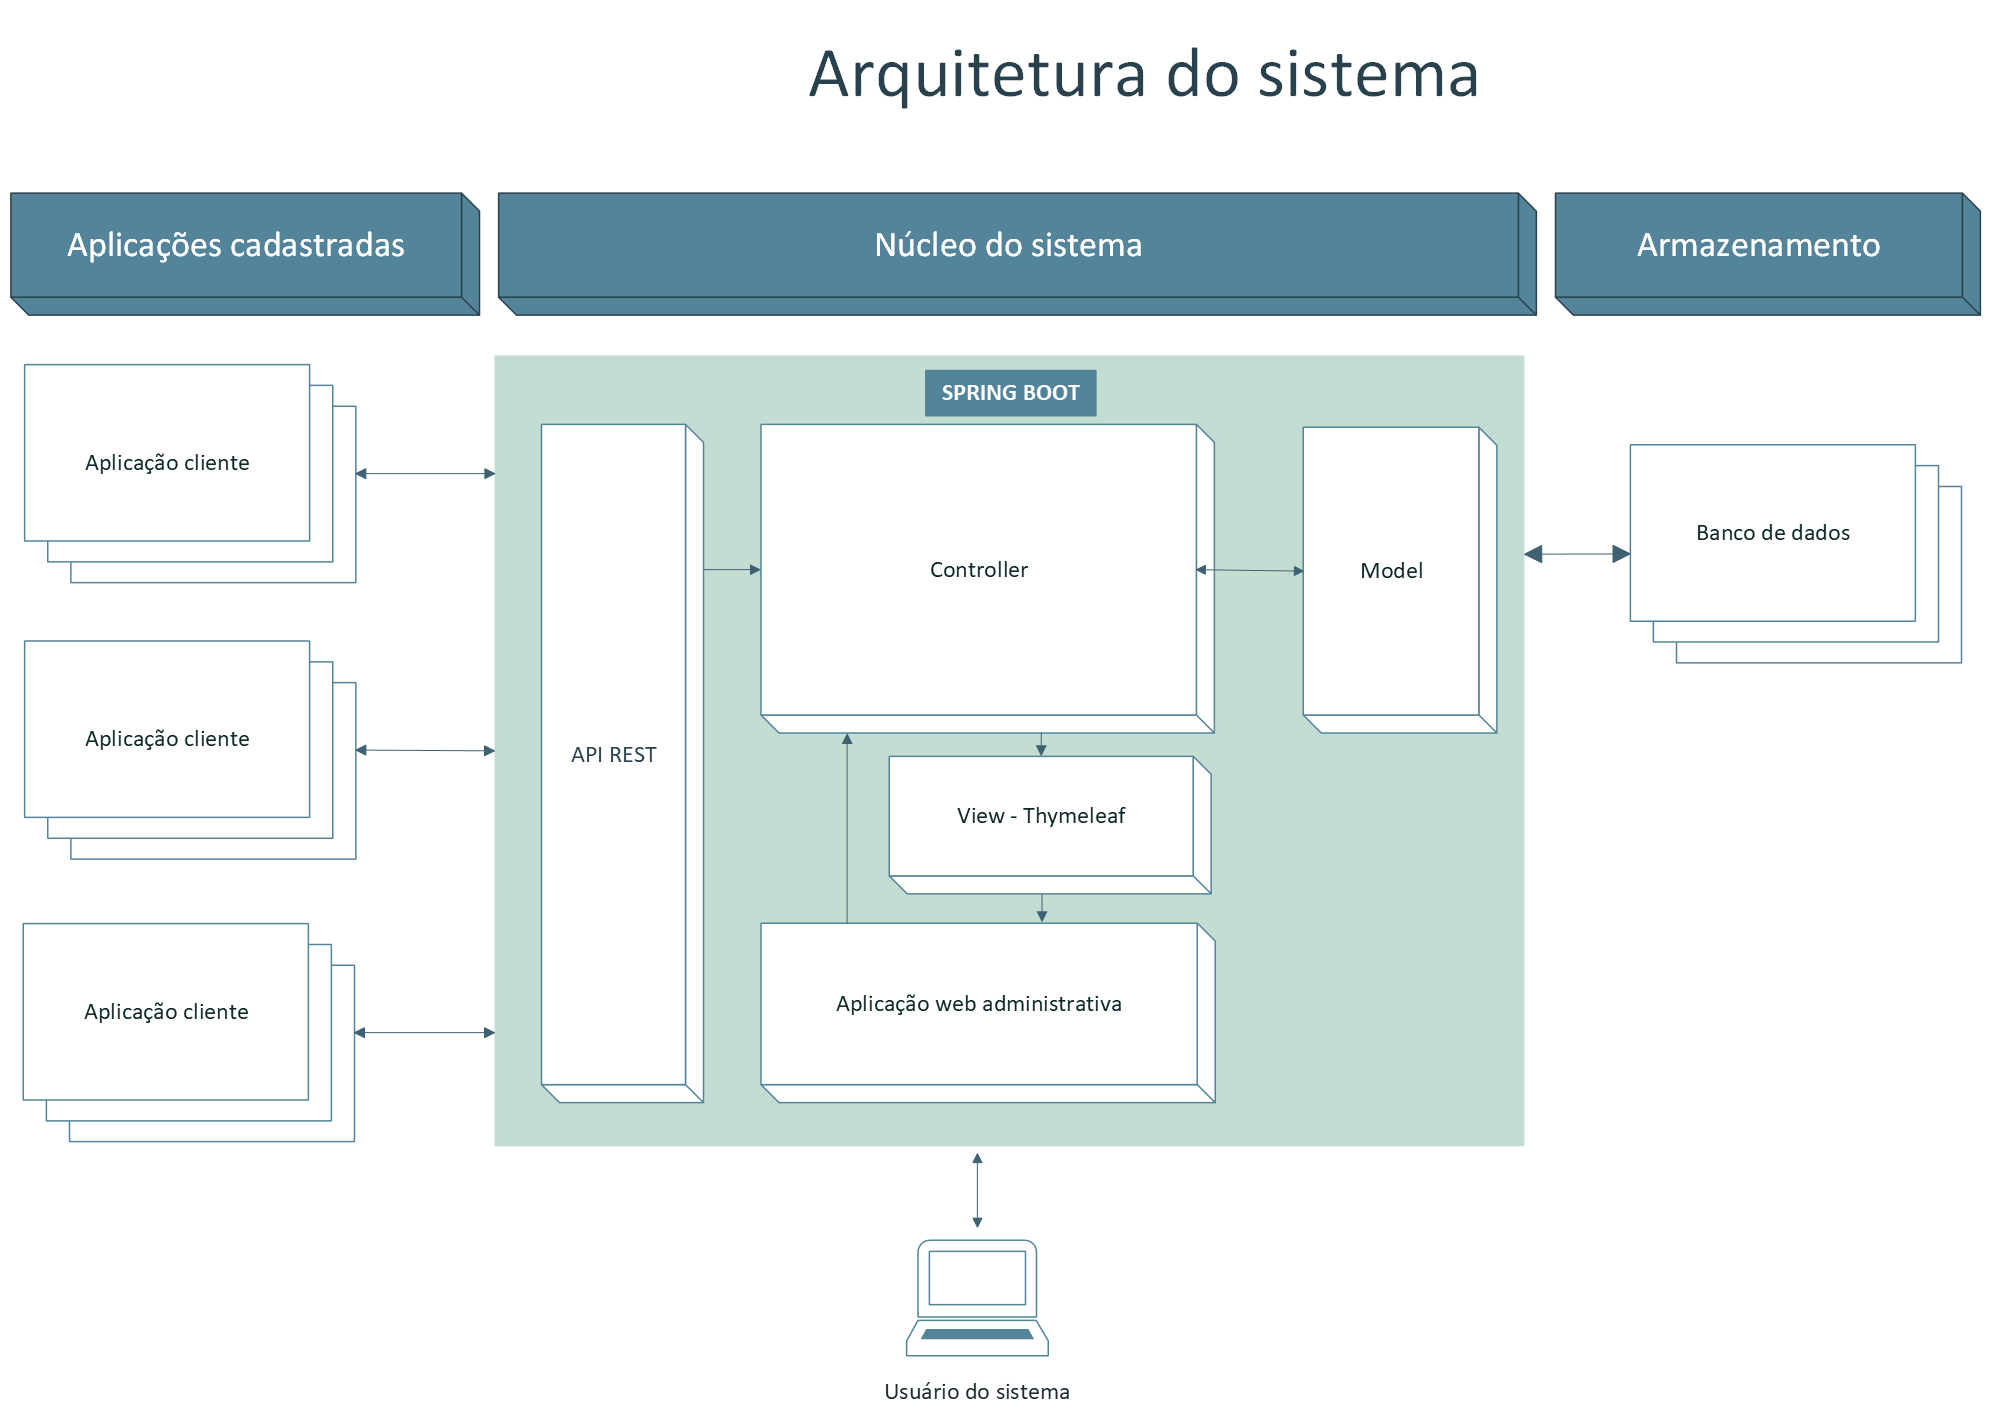 Arquitetura do sistema
Aplicações cadastradas
Núcleo do sistema
Armazenamento
SPRING BOOT
Aplicação cliente
Aplicação cliente
Aplicação cliente
API REST
Controller
Model
View - Thymeleaf
Aplicação web administrativa
Banco de dados
Usuário do sistema